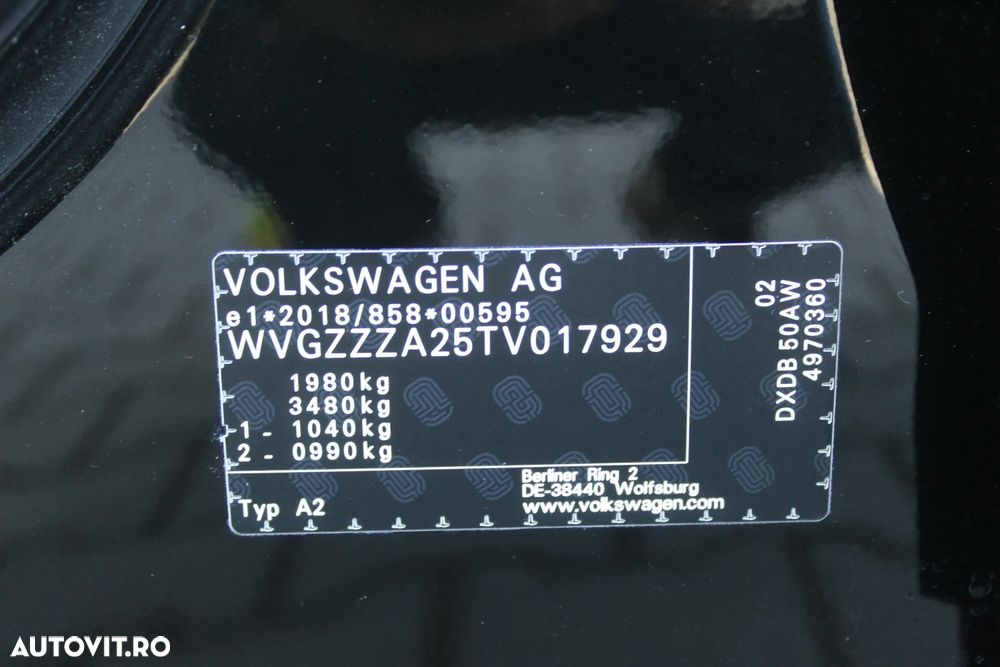 VOLKSWAGEN AG
e1*2018/858*00595
WVGZZZA25TV017929
1980kg
3480kg
1 - 1040kg
2 - 0990kg
Typ A2
Berliner Ring 2
DE-38440 Wolfsburg
www.volkswagen.com
02
DXDB 50AW
4970360
AUTOVIT.RO